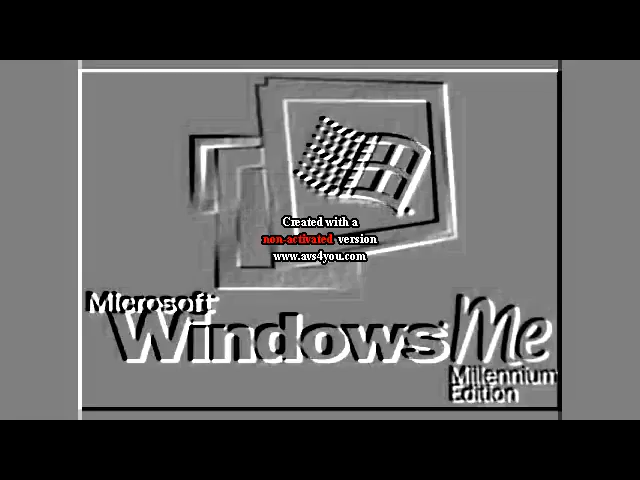 Created with a
non-activated version
www.avs4you.com
Microsoft
Windows Me
Millennium
Edition